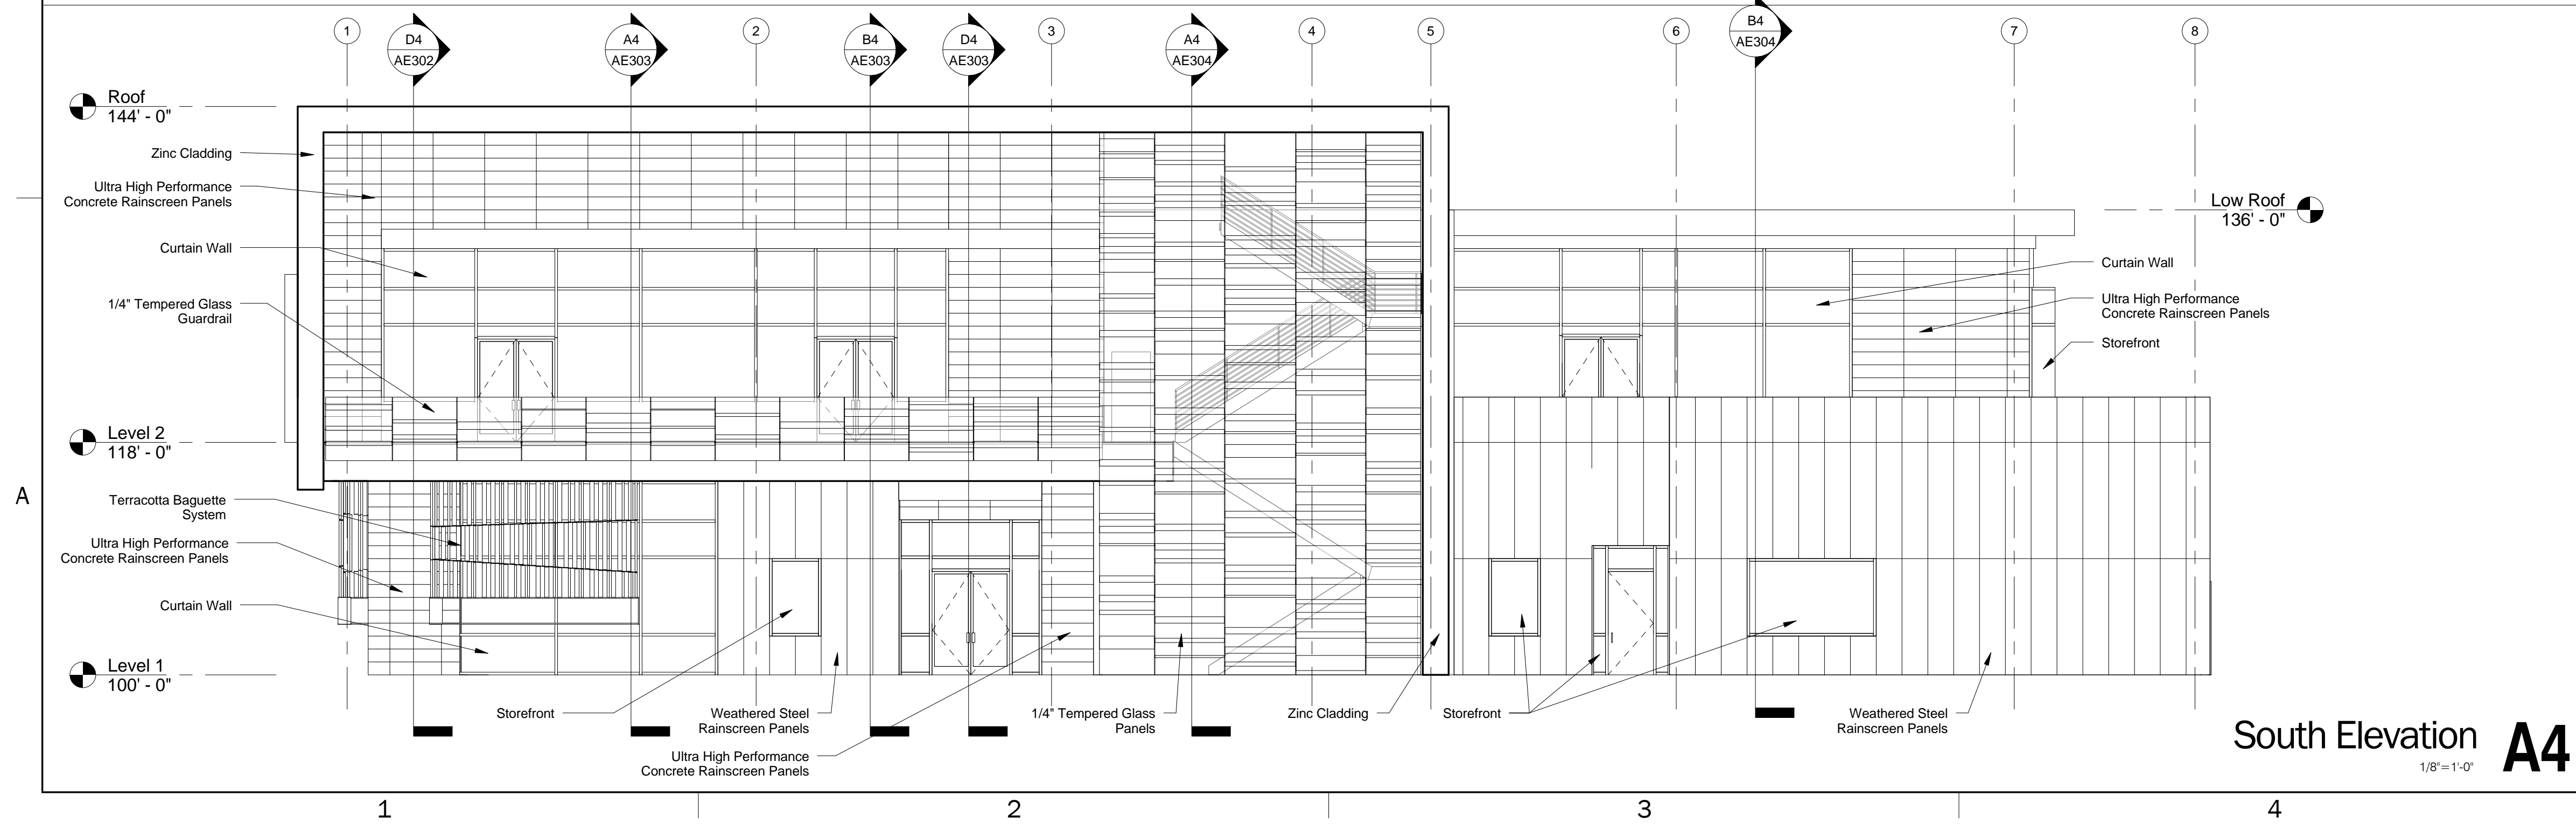 1
D4
AE302
A4
AE303
2
B4
AE303
D4
AE303
3
A4
AE304
4
5
6
B4
AE304
7
8
Roof
144' - 0"
Zinc Cladding
Ultra High Performance
Concrete Rainscreen Panels
Curtain Wall
1/4" Tempered Glass
Guardrail
Level 2
118' - 0"
Terracotta Baguette
System
Ultra High Performance
Concrete Rainscreen Panels
Curtain Wall
Level 1
100' - 0"
Low Roof
136' - 0"
Curtain Wall
Ultra High Performance
Concrete Rainscreen Panels
Storefront
A
Storefront
Weathered Steel
Rainscreen Panels
Ultra High Performance
Concrete Rainscreen Panels
1/4" Tempered Glass
Panels
Zinc Cladding
Storefront
Weathered Steel
Rainscreen Panels
South Elevation
1/8"=1'-0"
A4
1
2
3
4